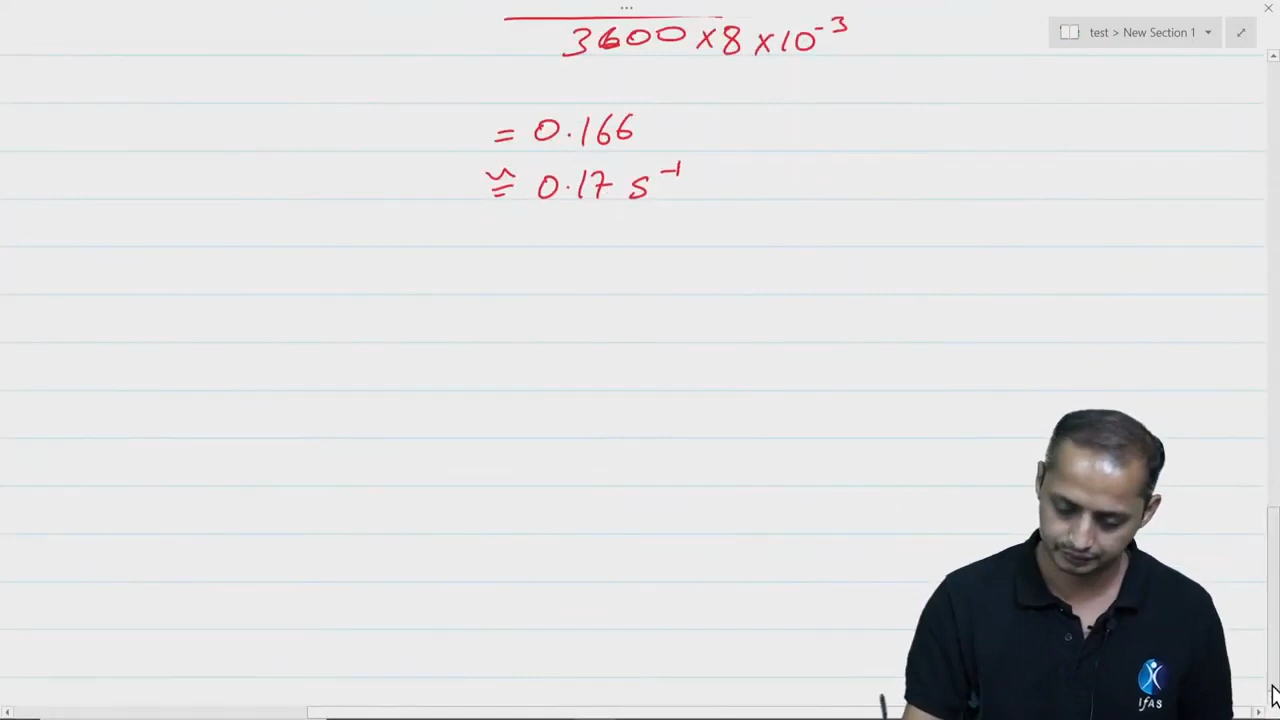 ...
test > New Section 1
3600 × 8 × 10⁻³
= 0.166
≅ 0.17 s⁻¹
IFAS